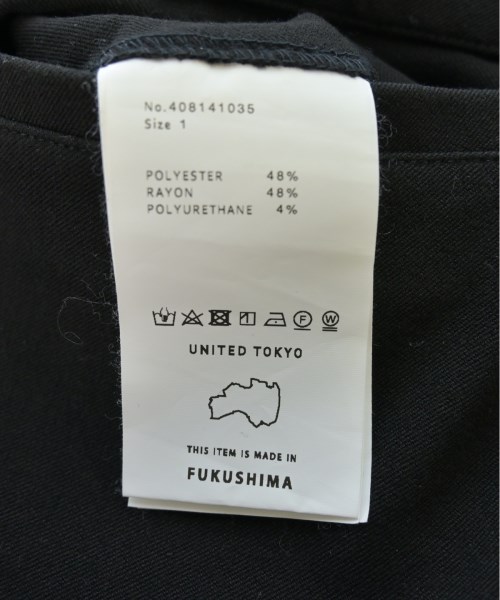 No.408141035
Size 1
POLYESTER 48%
RAYON 48%
POLYURETHANE 4%
F W
UNITED TOKYO
THIS ITEM IS MADE IN
FUKUSHIMA